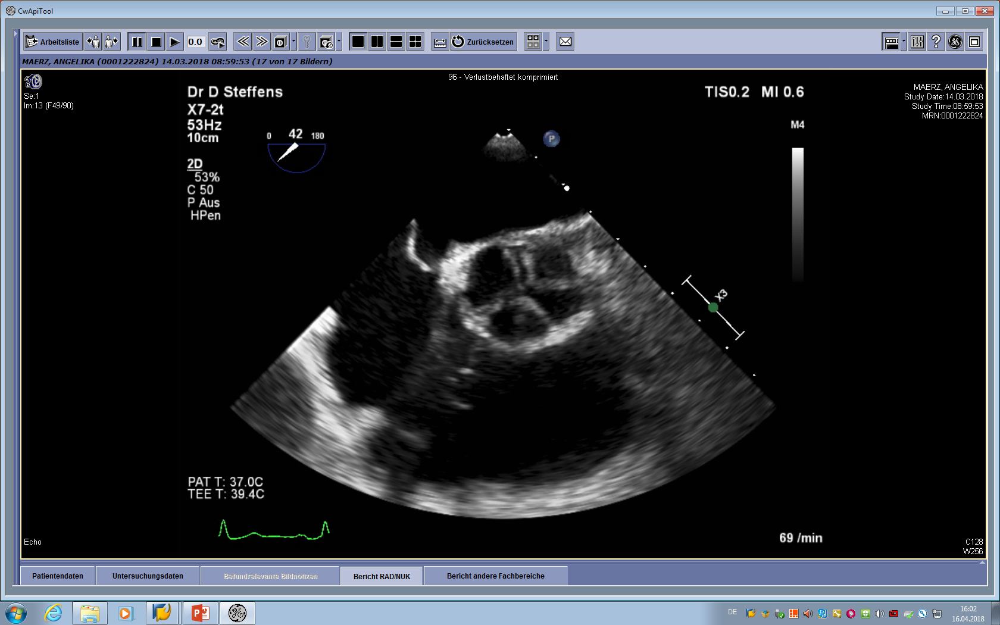 CwApiTool
Arbeitsliste
0.0
Zurücksetzen
MAERZ, ANGELIKA (0001222824) 14.03.2018 08:59:53 (17 von 17 Bildern)
96 - Verlustbehaftet komprimiert
Se:1
Im:13 (F49/90)
MAERZ, ANGELIKA
Study Date:14.03.2018
Study Time:08:59:53
MRN:0001222824
Dr D Steffens
TIS0.2 MI 0.6
X7-2t
53Hz
10cm
M4
0 42 180
P
2D
53%
C 50
P Aus
HPen
X3
PAT T: 37.0C
TEE T: 39.4C
69 /min
Echo
C128
W256
Patientendaten
Untersuchungsdaten
Befundrelevante Bildnotizen
Bericht RAD/NUK
Bericht andere Fachbereiche
DE
16:02
16.04.2018